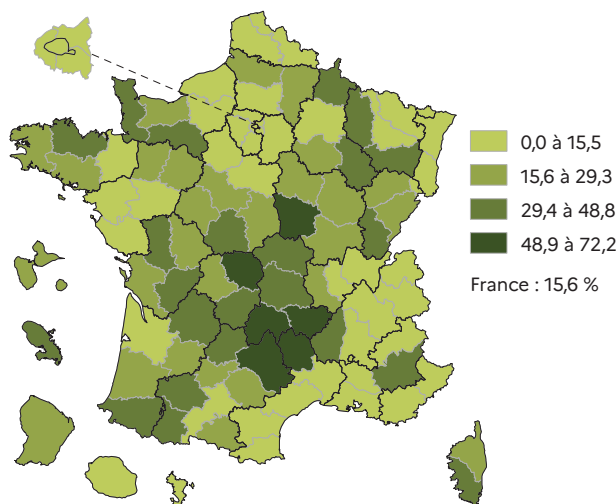 0,0 à 15,5
15,6 à 29,3
29,4 à 48,8
48,9 à 72,2
France : 15,6 %